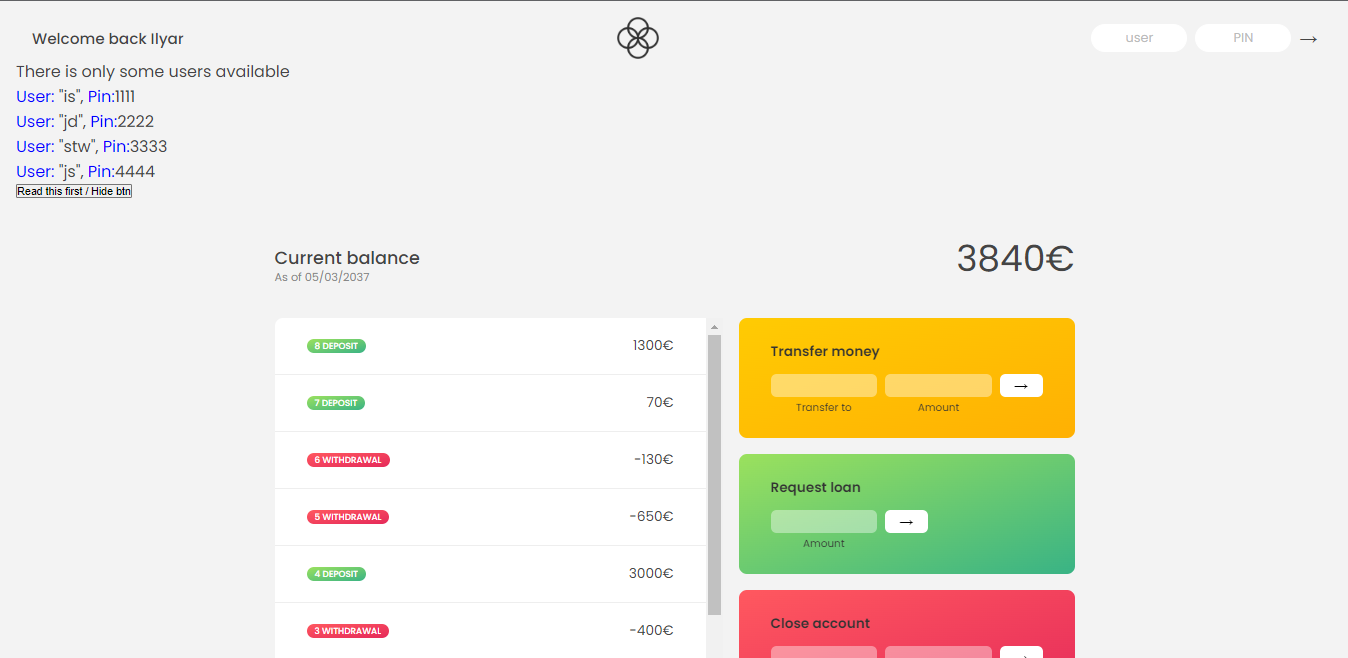 Welcome back Ilyar
user PIN →
There is only some users available
User: "is", Pin:1111
User: "jd", Pin:2222
User: "stw", Pin:3333
User: "js", Pin:4444
Read this first / Hide btn
Current balance
As of 05/03/2037
3840€
8 DEPOSIT 1300€
7 DEPOSIT 70€
6 WITHDRAWAL -130€
5 WITHDRAWAL -650€
4 DEPOSIT 3000€
3 WITHDRAWAL -400€
Transfer money
→
Transfer to Amount
Request loan
→
Amount
Close account